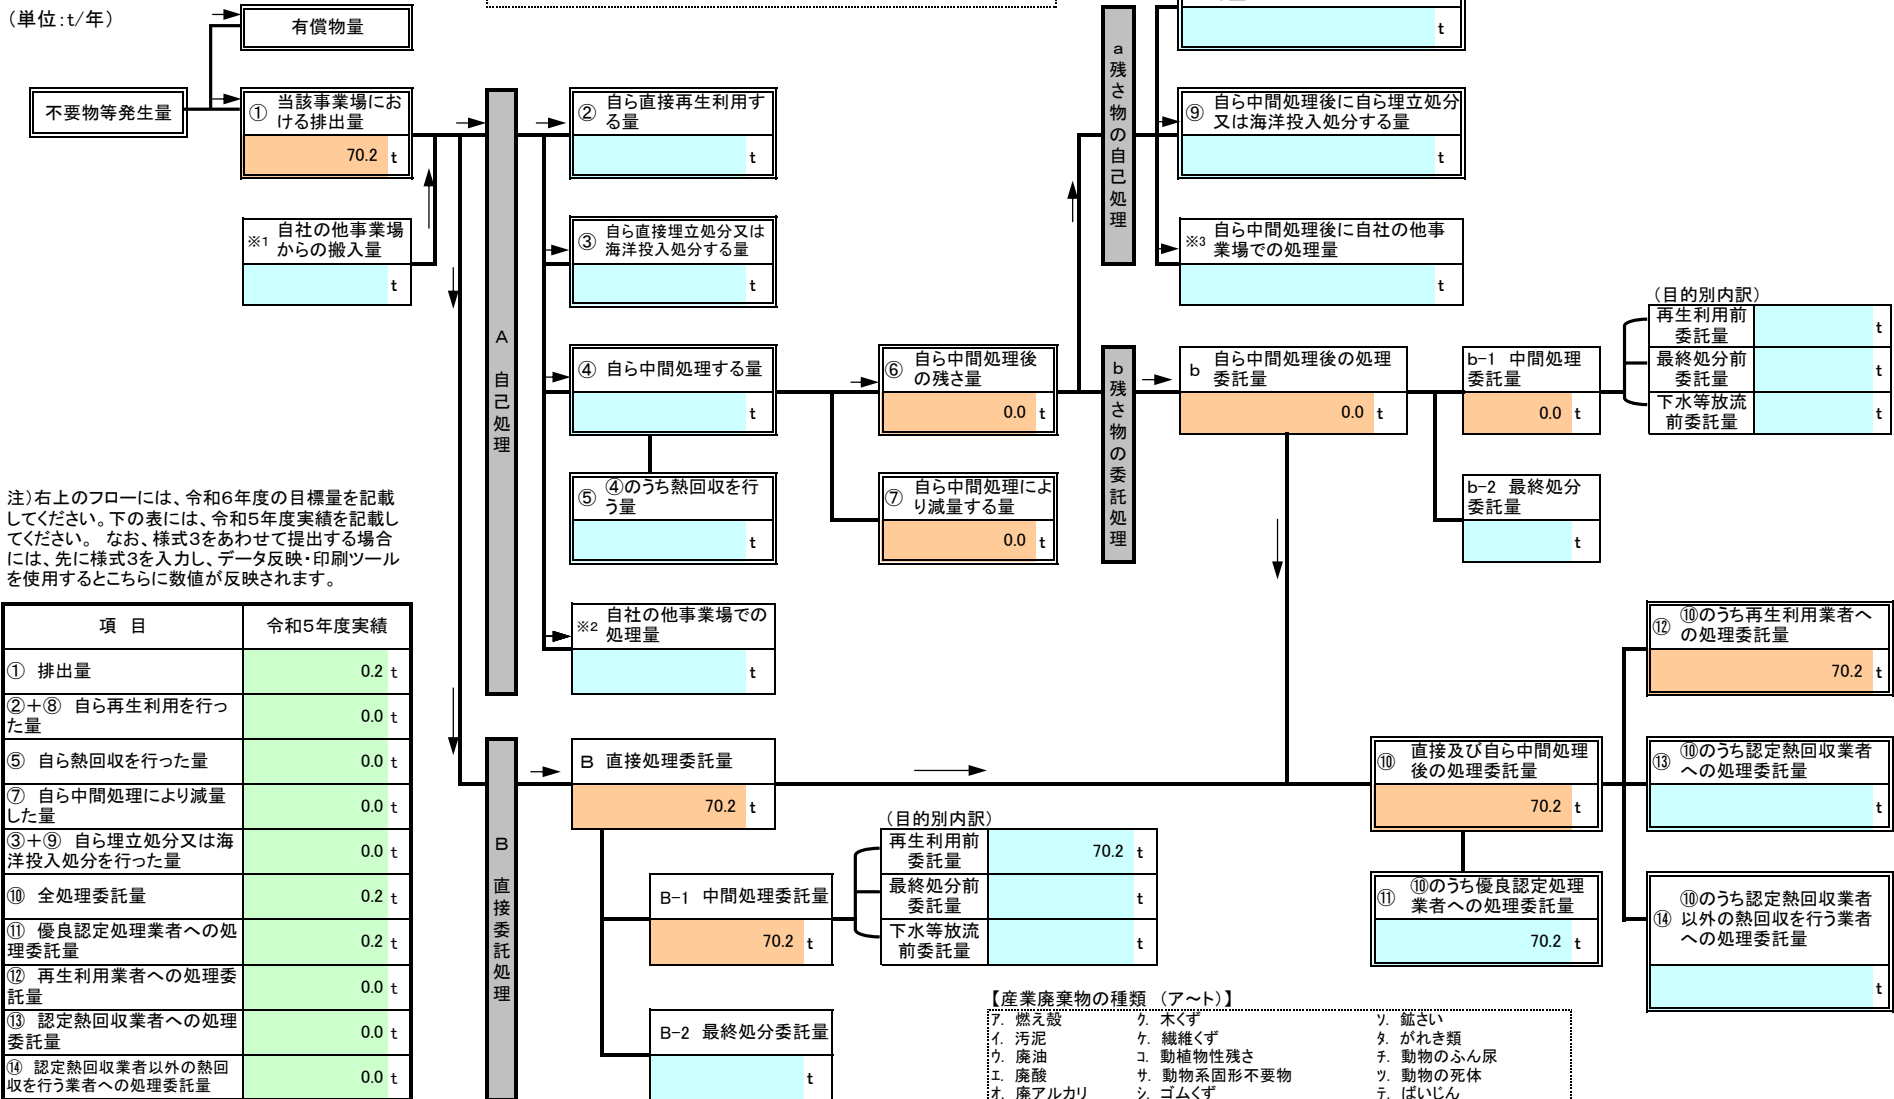 （単位：t/年）
有償物量
不要物等発生量
① 当該事業場にお
ける排出量
70.2 t
※1 自社の他事業場
からの搬入量
t
A 自己処理
② 自ら直接再生利用す
る量
t
③ 自ら直接埋立処分又は
海洋投入処分する量
t
④ 自ら中間処理する量
t
⑤ ④のうち熱回収を行
う量
t
※2 自社の他事業場での
処理量
t
⑥ 自ら中間処理後
の残さ量
0.0 t
⑦ 自ら中間処理によ
り減量する量
0.0 t
a 残さ物の自己処理
t
⑨ 自ら中間処理後に自ら埋立処分
又は海洋投入処分する量
t
※3 自ら中間処理後に自社の他事
業場での処理量
t
b 残さ物の委託処理
b 自ら中間処理後の処理
委託量
0.0 t
b-1 中間処理
委託量
0.0 t
（目的別内訳）
再生利用前
委託量
t
最終処分前
委託量
t
下水等放流
前委託量
t
b-2 最終処分
委託量
t
注）右上のフローには、令和６年度の目標量を記載
してください。下の表には、令和５年度実績を記載し
てください。 なお、様式３をあわせて提出する場合
には、先に様式３を入力し、データ反映・印刷ツール
を使用するとこちらに数値が反映されます。
項 目 令和５年度実績
① 排出量 0.2 t
②＋⑧ 自ら再生利用を行っ
た量 0.0 t
⑤ 自ら熱回収を行った量 0.0 t
⑦ 自ら中間処理により減量
した量 0.0 t
③＋⑨ 自ら埋立処分又は海
洋投入処分を行った量 0.0 t
⑩ 全処理委託量 0.2 t
⑪ 優良認定処理業者への処
理委託量 0.2 t
⑫ 再生利用業者への処理委
託量 0.0 t
⑬ 認定熱回収業者への処理
委託量 0.0 t
⑭ 認定熱回収業者以外の熱回
収を行う業者への処理委託量 0.0 t
B 直接委託処理
B 直接処理委託量
70.2 t
B-1 中間処理委託量
70.2 t
（目的別内訳）
再生利用前
委託量
70.2 t
最終処分前
委託量
t
下水等放流
前委託量
t
B-2 最終処分委託量
t
⑩ 直接及び自ら中間処理
後の処理委託量
70.2 t
⑪ ⑩のうち優良認定処理
業者への処理委託量
70.2 t
⑫ ⑩のうち再生利用業者へ
の処理委託量
70.2 t
⑬ ⑩のうち認定熱回収業者
への処理委託量
t
⑭ ⑩のうち認定熱回収業者
以外の熱回収を行う業者
への処理委託量
t
【産業廃棄物の種類 （ア～ト）】
ア. 燃え殻 ク. 木くず ソ. 鉱さい
イ. 汚泥 ケ. 繊維くず タ. がれき類
ウ. 廃油 コ. 動植物性残さ チ. 動物のふん尿
エ. 廃酸 サ. 動物系固形不要物 ツ. 動物の死体
オ. 廃アルカリ シ. ゴムくず テ. ばいじん